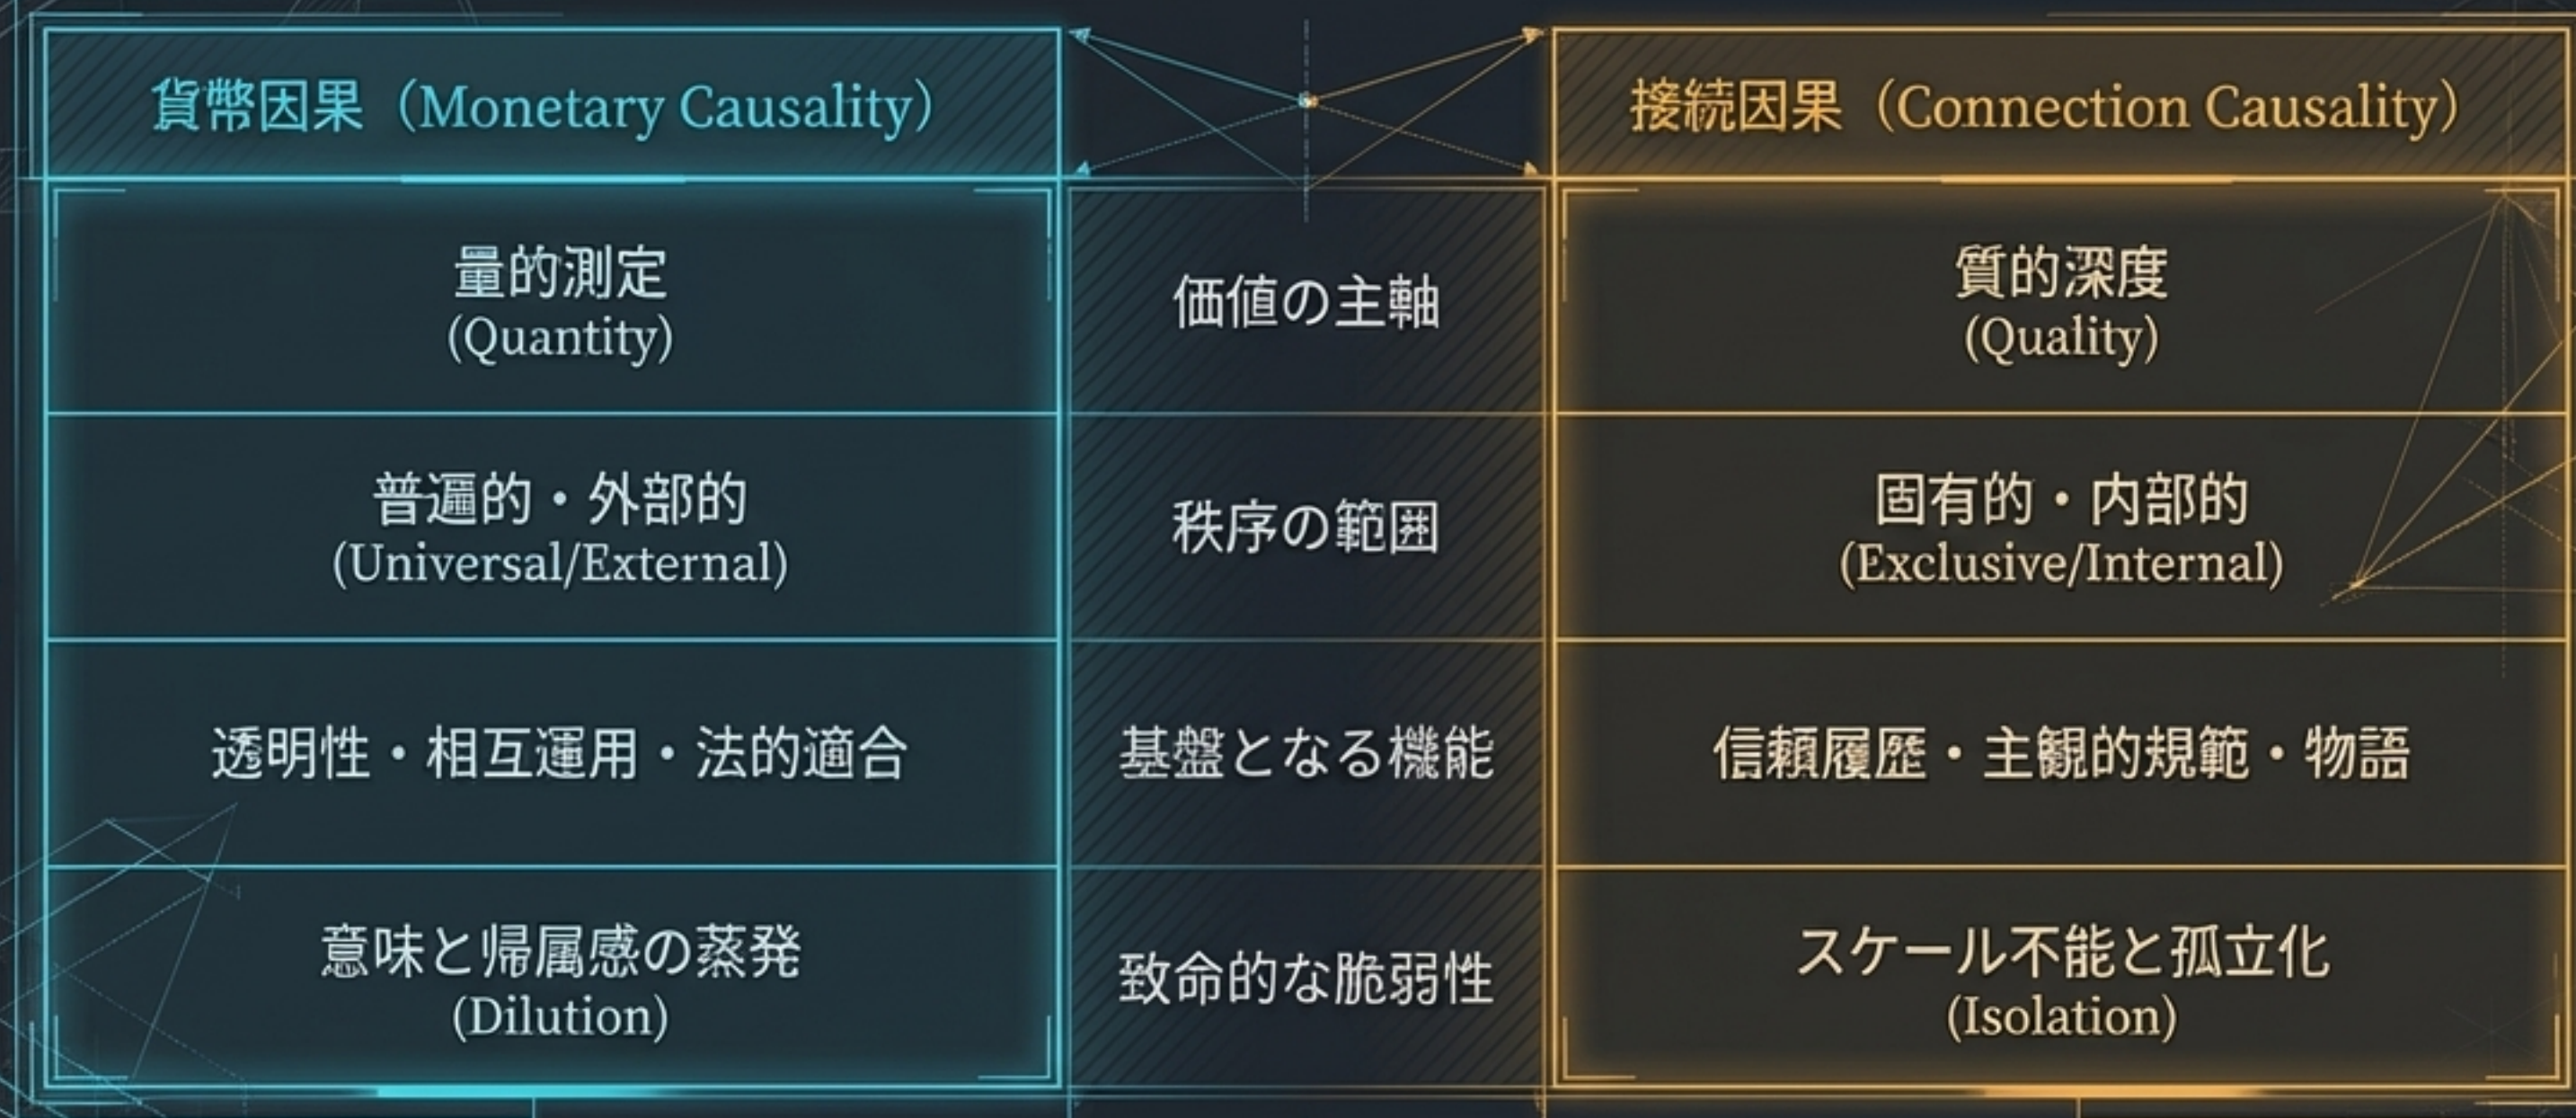 貨幣因果（Monetary Causality）
接続因果（Connection Causality）
量的測定
(Quantity)
価値の主軸
質的深度
(Quality)
普遍的・外部的
(Universal/External)
秩序の範囲
固有的・内部的
(Exclusive/Internal)
透明性・相互運用・法的適合
基盤となる機能
信頼履歴・主観的規範・物語
意味と帰属感の蒸発
(Dilution)
致命的な脆弱性
スケール不能と孤立化
(Isolation)